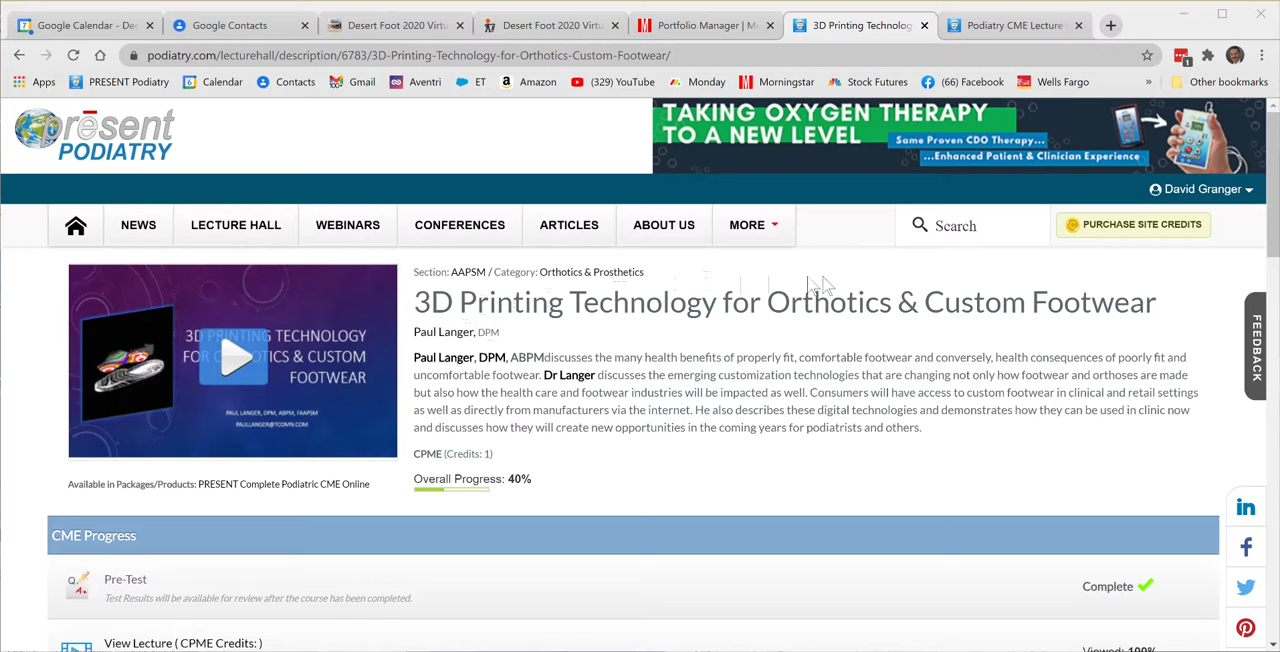 Google Calendar - Dec
Google Contacts
Desert Foot 2020 Virtu
Desert Foot 2020 Virtu
Portfolio Manager | M
3D Printing Technolog
Podiatry CME Lecture
podiatry.com/lecturehall/description/6783/3D-Printing-Technology-for-Orthotics-Custom-Footwear/
1
Apps
PRESENT Podiatry
Calendar
Contacts
Gmail
Aventri
ET
Amazon
(329) YouTube
Monday
Morningstar
Stock Futures
(66) Facebook
Wells Fargo
»
Other bookmarks
present
PODIATRY
TAKING OXYGEN THERAPY
TO A NEW LEVEL
Same Proven CDO Therapy...
...Enhanced Patient & Clinician Experience
David Granger
NEWS
LECTURE HALL
WEBINARS
CONFERENCES
ARTICLES
ABOUT US
MORE
Search
PURCHASE SITE CREDITS
3D PRINTING TECHNOLOGY
FOR ORTHOTICS & CUSTOM
FOOTWEAR
PAUL LANGER, DPM, ABPM, FAAPSM
PAULLANGER@TCOMN.COM
Available in Packages/Products: PRESENT Complete Podiatric CME Online
Section: AAPSM / Category: Orthotics & Prosthetics
3D Printing Technology for Orthotics & Custom Footwear
Paul Langer, DPM
Paul Langer, DPM, ABPMdiscusses the many health benefits of properly fit, comfortable footwear and conversely, health consequences of poorly fit and
uncomfortable footwear. Dr Langer discusses the emerging customization technologies that are changing not only how footwear and orthoses are made
but also how the health care and footwear industries will be impacted as well. Consumers will have access to custom footwear in clinical and retail settings
as well as directly from manufacturers via the internet. He also describes these digital technologies and demonstrates how they can be used in clinic now
and discusses how they will create new opportunities in the coming years for podiatrists and others.
CPME (Credits: 1)
Overall Progress: 40%
FEEDBACK
CME Progress
Pre-Test
Test Results will be available for review after the course has been completed.
Complete
View Lecture ( CPME Credits: )
Viewed: 100%